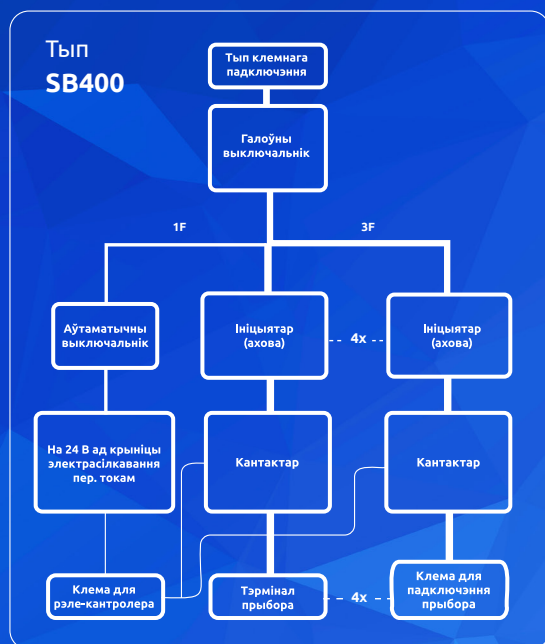 Тып
SB400
Тып клемнага
падключэння
Галоўны
выключальнік
1F
3F
Аўтаматычны
выключальнік
Ініцыятар
(ахова)
4x
Ініцыятар
(ахова)
На 24 В ад крыніцы
электрасілкавання
пер. токам
Кантактар
Кантактар
Клема для
рэле-кантролера
Тэрмінал
прыбора
4x
Клема для
падключэння
прыбора